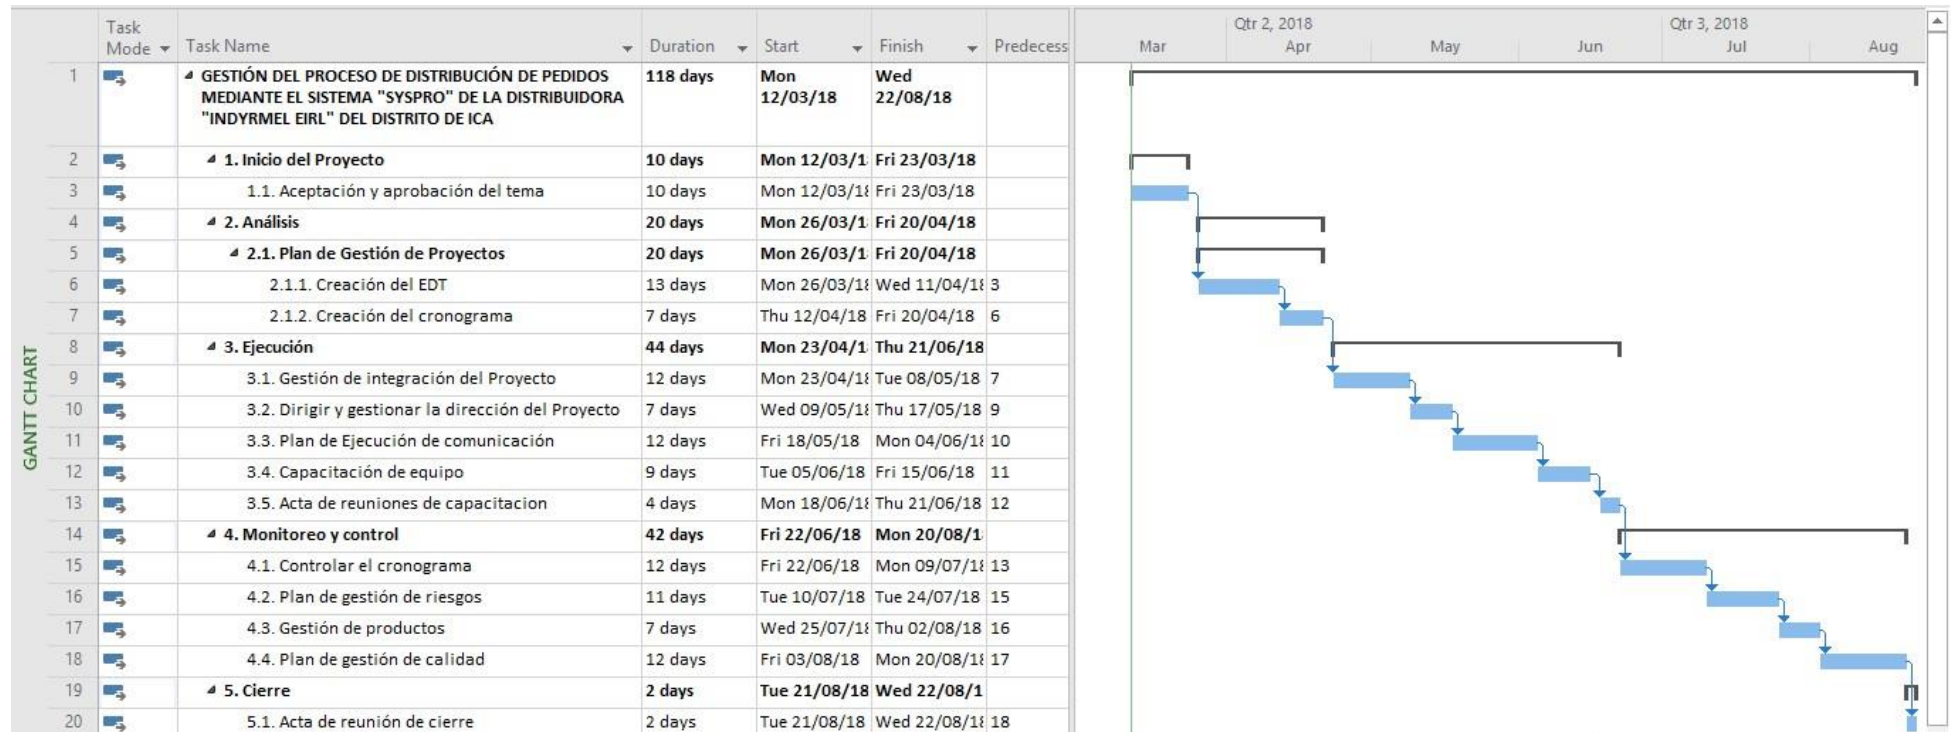 Task Mode Task Name Duration Start Finish Predecess
Qtr 2, 2018 Qtr 3, 2018
Mar Apr May Jun Jul Aug
1 GESTIÓN DEL PROCESO DE DISTRIBUCIÓN DE PEDIDOS MEDIANTE EL SISTEMA "SYSPRO" DE LA DISTRIBUIDORA "INDYRMEL EIRL" DEL DISTRITO DE ICA 118 days Mon 12/03/18 Wed 22/08/18
2 1. Inicio del Proyecto 10 days Mon 12/03/1 Fri 23/03/18
3 1.1. Aceptación y aprobación del tema 10 days Mon 12/03/18 Fri 23/03/18
4 2. Análisis 20 days Mon 26/03/1 Fri 20/04/18
5 2.1. Plan de Gestión de Proyectos 20 days Mon 26/03/1 Fri 20/04/18
6 2.1.1. Creación del EDT 13 days Mon 26/03/18 Wed 11/04/18 3
7 2.1.2. Creación del cronograma 7 days Thu 12/04/18 Fri 20/04/18 6
8 3. Ejecución 44 days Mon 23/04/1 Thu 21/06/18
9 3.1. Gestión de integración del Proyecto 12 days Mon 23/04/18 Tue 08/05/18 7
10 3.2. Dirigir y gestionar la dirección del Proyecto 7 days Wed 09/05/18 Thu 17/05/18 9
11 3.3. Plan de Ejecución de comunicación 12 days Fri 18/05/18 Mon 04/06/18 10
12 3.4. Capacitación de equipo 9 days Tue 05/06/18 Fri 15/06/18 11
13 3.5. Acta de reuniones de capacitacion 4 days Mon 18/06/18 Thu 21/06/18 12
14 4. Monitoreo y control 42 days Fri 22/06/18 Mon 20/08/1
15 4.1. Controlar el cronograma 12 days Fri 22/06/18 Mon 09/07/18 13
16 4.2. Plan de gestión de riesgos 11 days Tue 10/07/18 Tue 24/07/18 15
17 4.3. Gestión de productos 7 days Wed 25/07/18 Thu 02/08/18 16
18 4.4. Plan de gestión de calidad 12 days Fri 03/08/18 Mon 20/08/18 17
19 5. Cierre 2 days Tue 21/08/18 Wed 22/08/1
20 5.1. Acta de reunión de cierre 2 days Tue 21/08/18 Wed 22/08/18 18
GANTT CHART